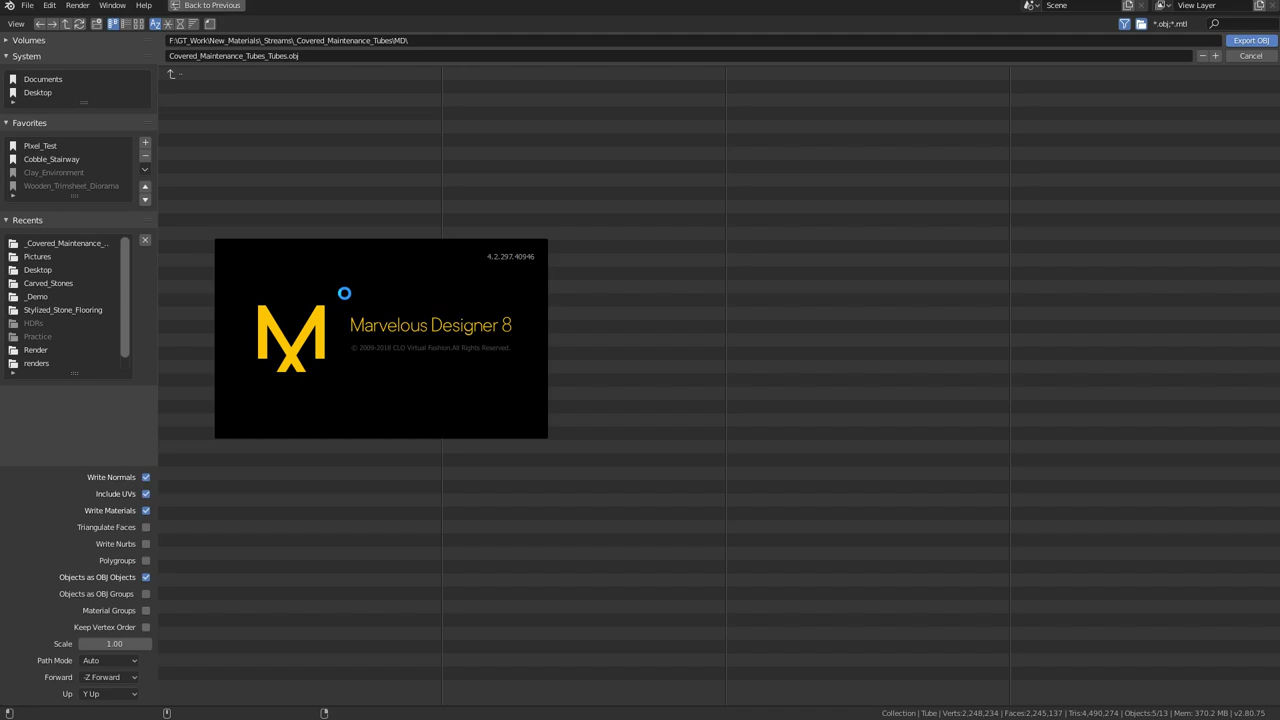 File Edit Render Window Help Back to Previous Scene View Layer
View *.obj;*.mtl
Volumes
F:\GT_Work\New_Materials\_Streams\_Covered_Maintenance_Tubes\MD\ Export OBJ
System
Covered_Maintenance_Tubes_Tubes.obj Cancel
..
Documents
Desktop
Favorites
PIxel_Test
Cobble_Stairway
Clay_Environment
Wooden_Trimsheet_Diorama
Recents
_Covered_Maintenance_..
Pictures
Desktop
Carved_Stones
_Demo
Stylized_Stone_Flooring
HDRs
Practice
Render
renders
4.2.297.40946
Marvelous Designer 8
© 2009-2018 CLO Virtual Fashion All Rights Reserved.
Write Normals
Include UVs
Write Materials
Triangulate Faces
Write Nurbs
Polygroups
Objects as OBJ Objects
Objects as OBJ Groups
Material Groups
Keep Vertex Order
Scale 1.00
Path Mode Auto
Forward -Z Forward
Up Y Up
Collection | Tube | Verts:2,248,234 | Faces:2,245,137 | Tris:4,490,274 | Objects:5/13 | Mem: 370.2 MB | v2.80.75